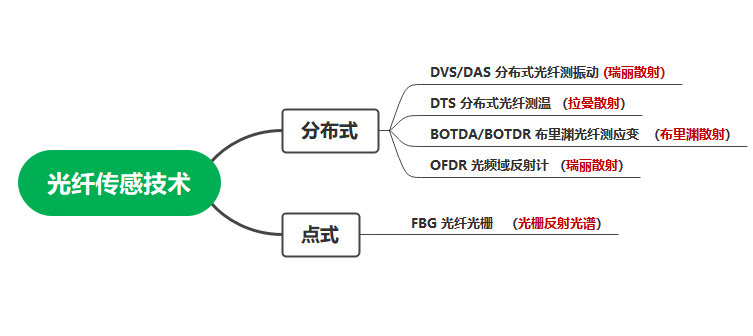 光纤传感技术
分布式
DVS/DAS 分布式光纤测振动 (瑞丽散射)
DTS 分布式光纤测温 （拉曼散射）
BOTDA/BOTDR 布里渊光纤测应变 （布里渊散射）
OFDR 光频域反射计 （瑞丽散射）
点式
FBG 光纤光栅 （光栅反射光谱）